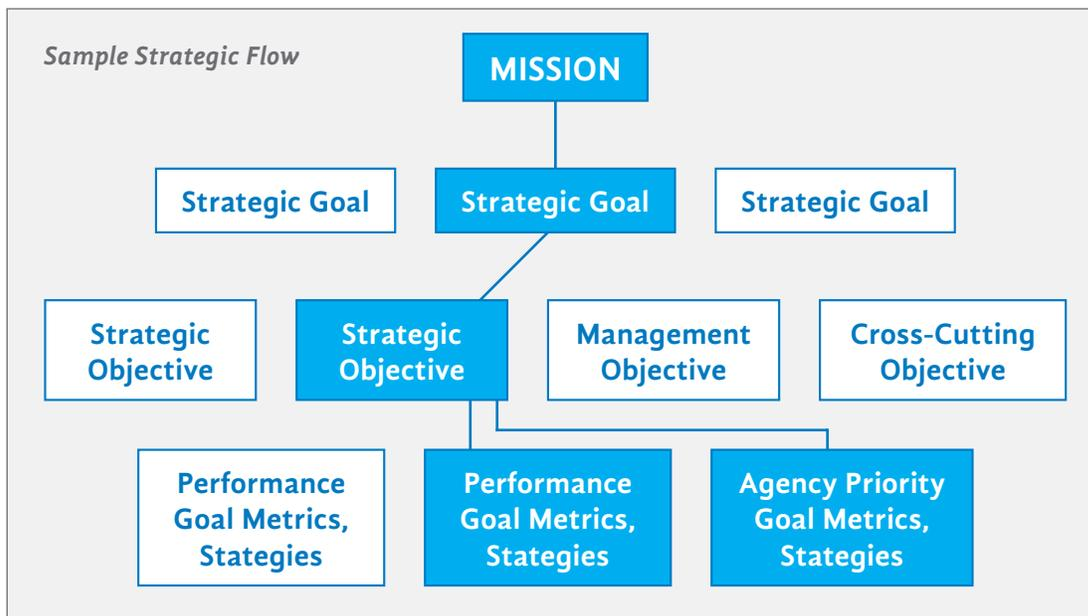 Sample Strategic Flow
MISSION
Strategic Goal
Strategic Goal
Strategic Goal
Strategic
Objective
Strategic
Objective
Management
Objective
Cross-Cutting
Objective
Performance
Goal Metrics,
Stategies
Performance
Goal Metrics,
Stategies
Agency Priority
Goal Metrics,
Stategies